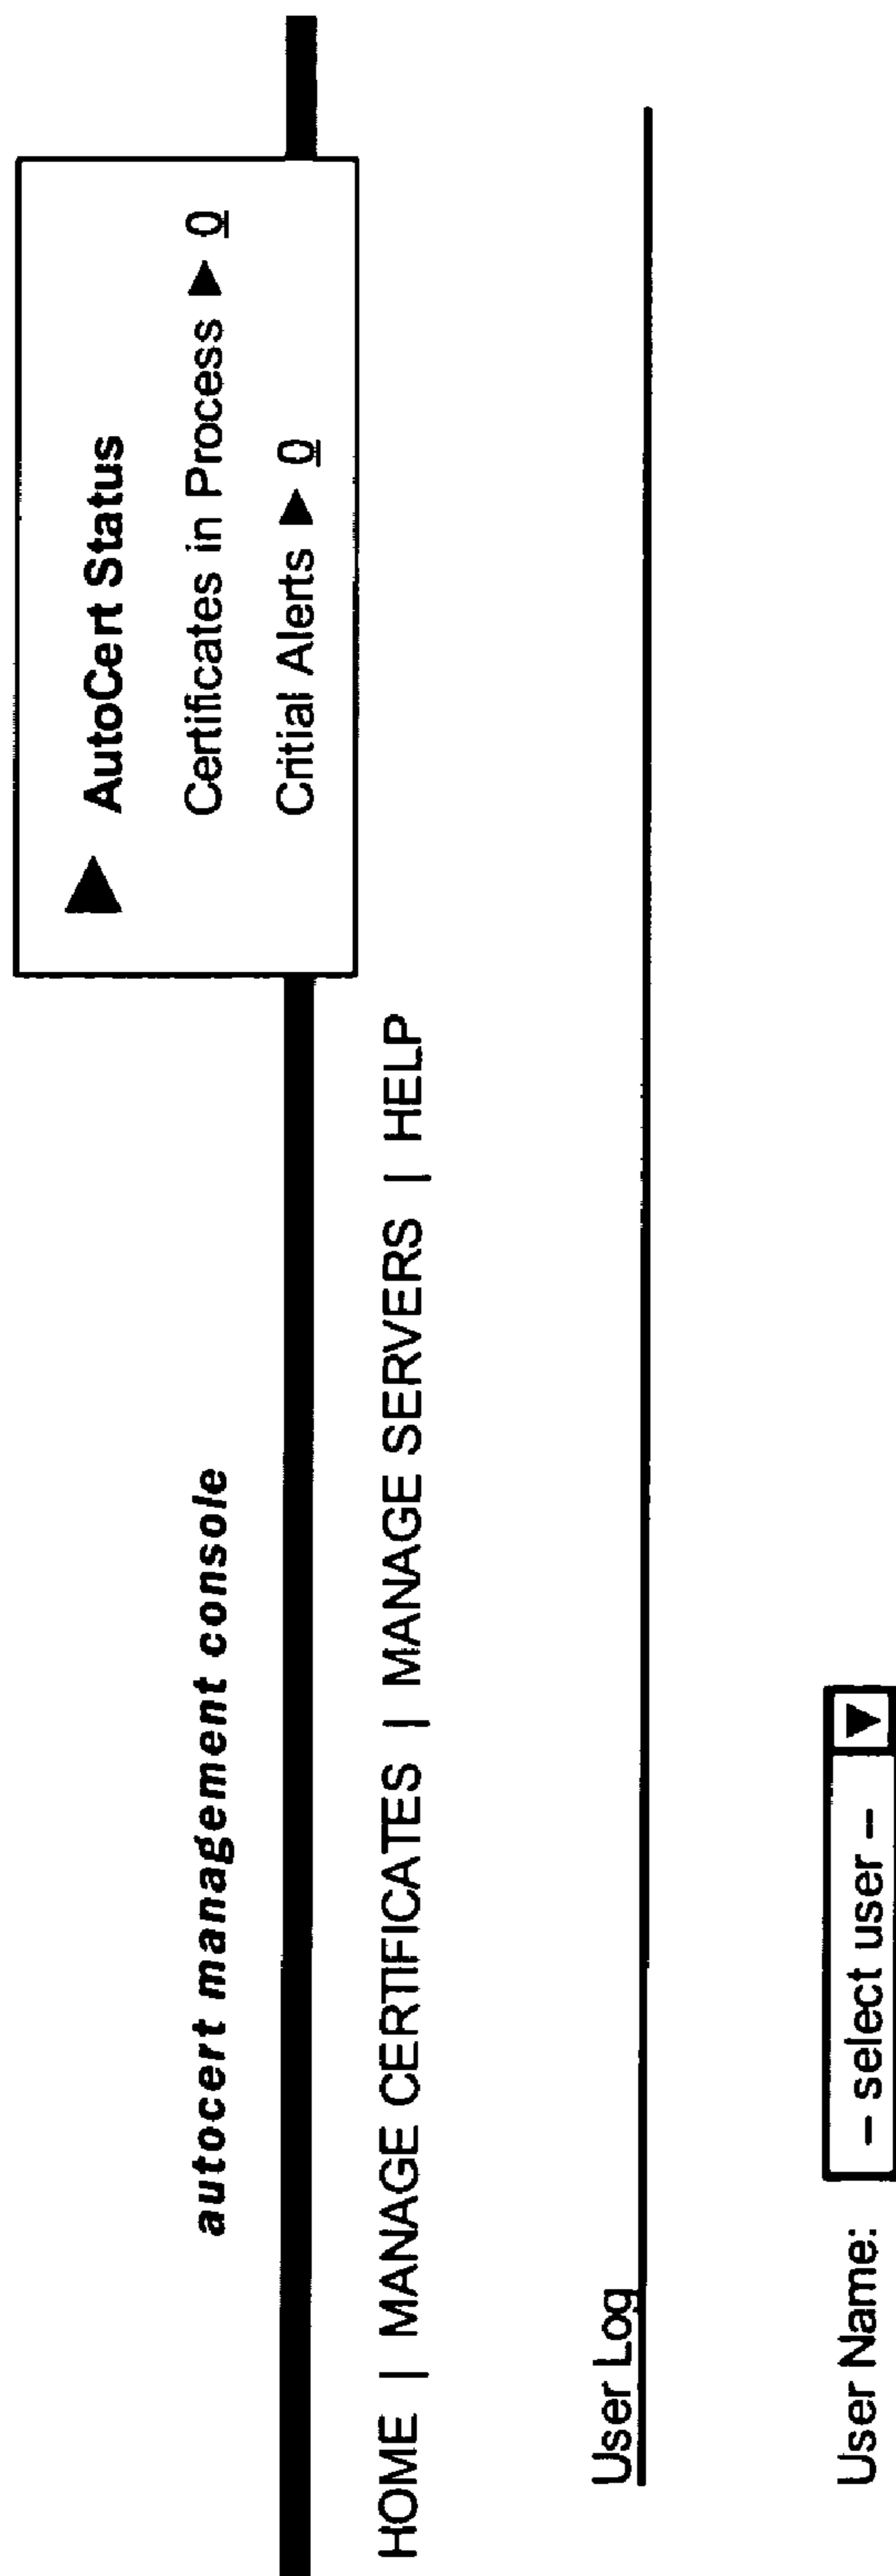 autocert management console
AutoCert Status
Certificates in Process ► 0
Critial Alerts ► 0
HOME | MANAGE CERTIFICATES | MANAGE SERVERS | HELP
User Log
User Name: – select user –